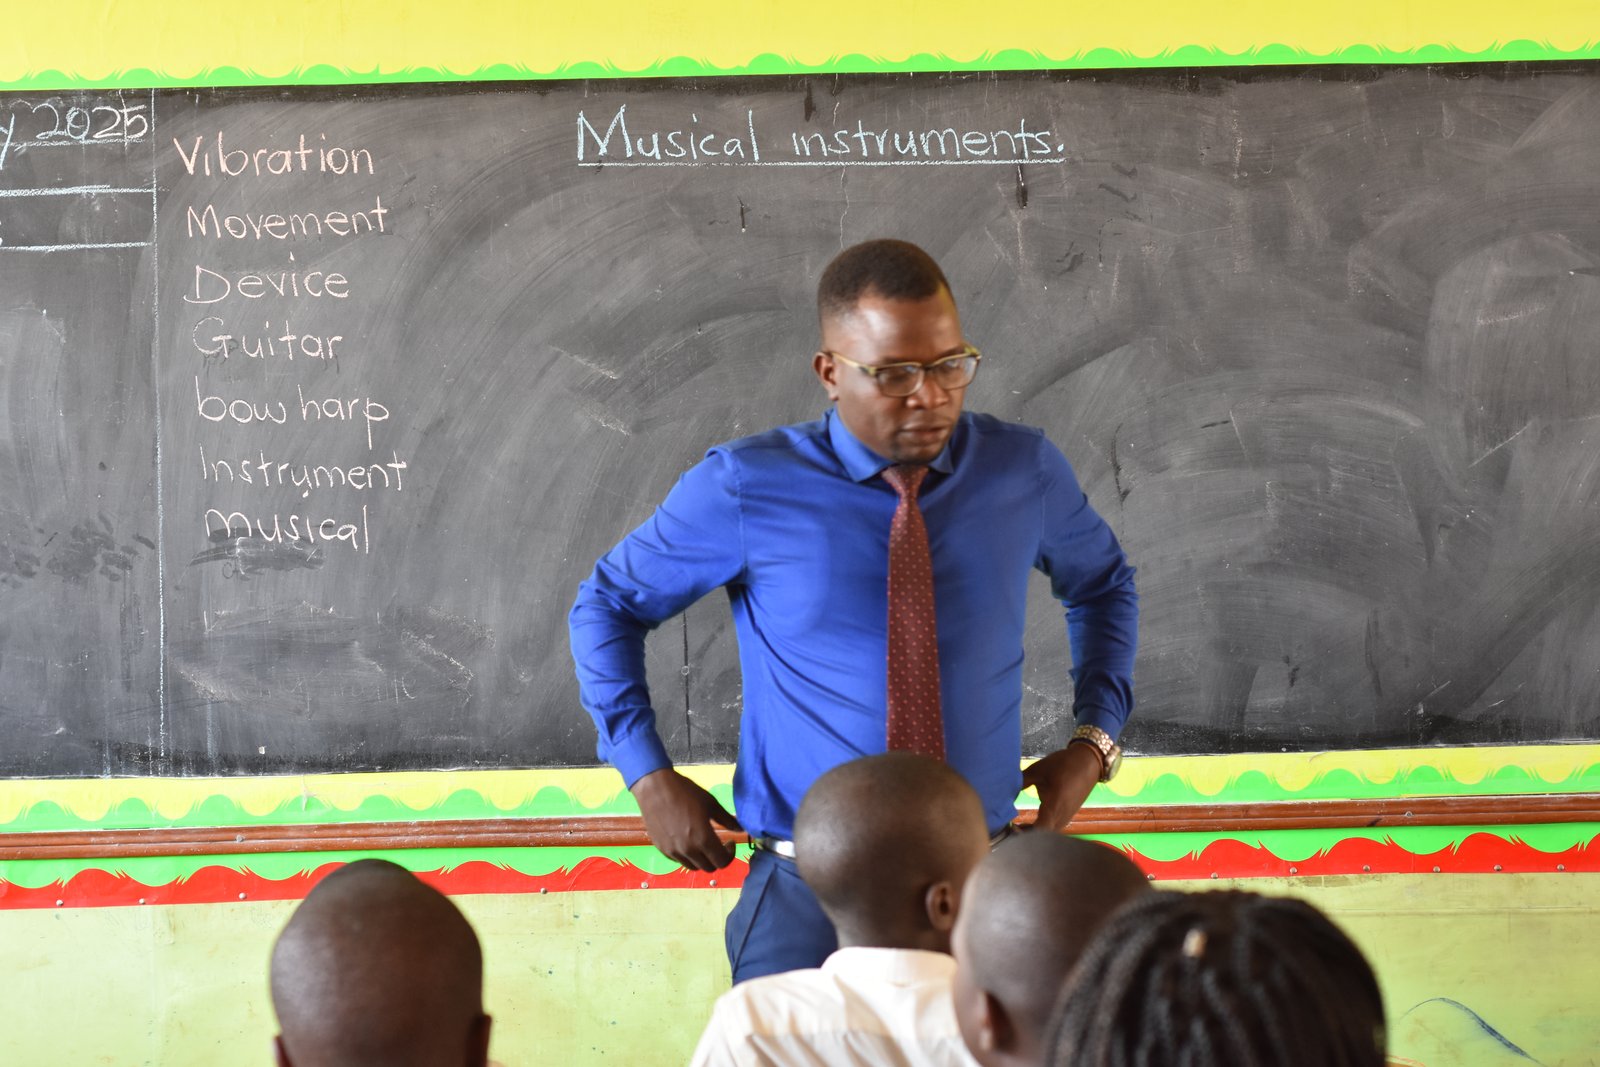 2025
Musical instruments.
Vibration
Movement
Device
Guitar
bow harp
Instrument
musical